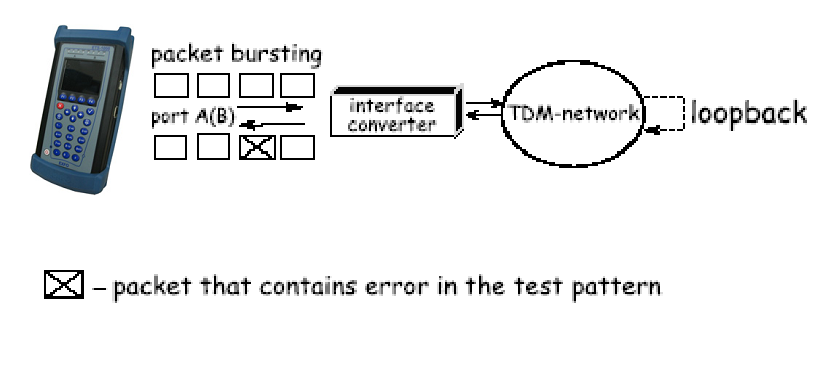 packet bursting
port A(B)
interface
converter
TDM-network
loopback
– packet that contains error in the test pattern